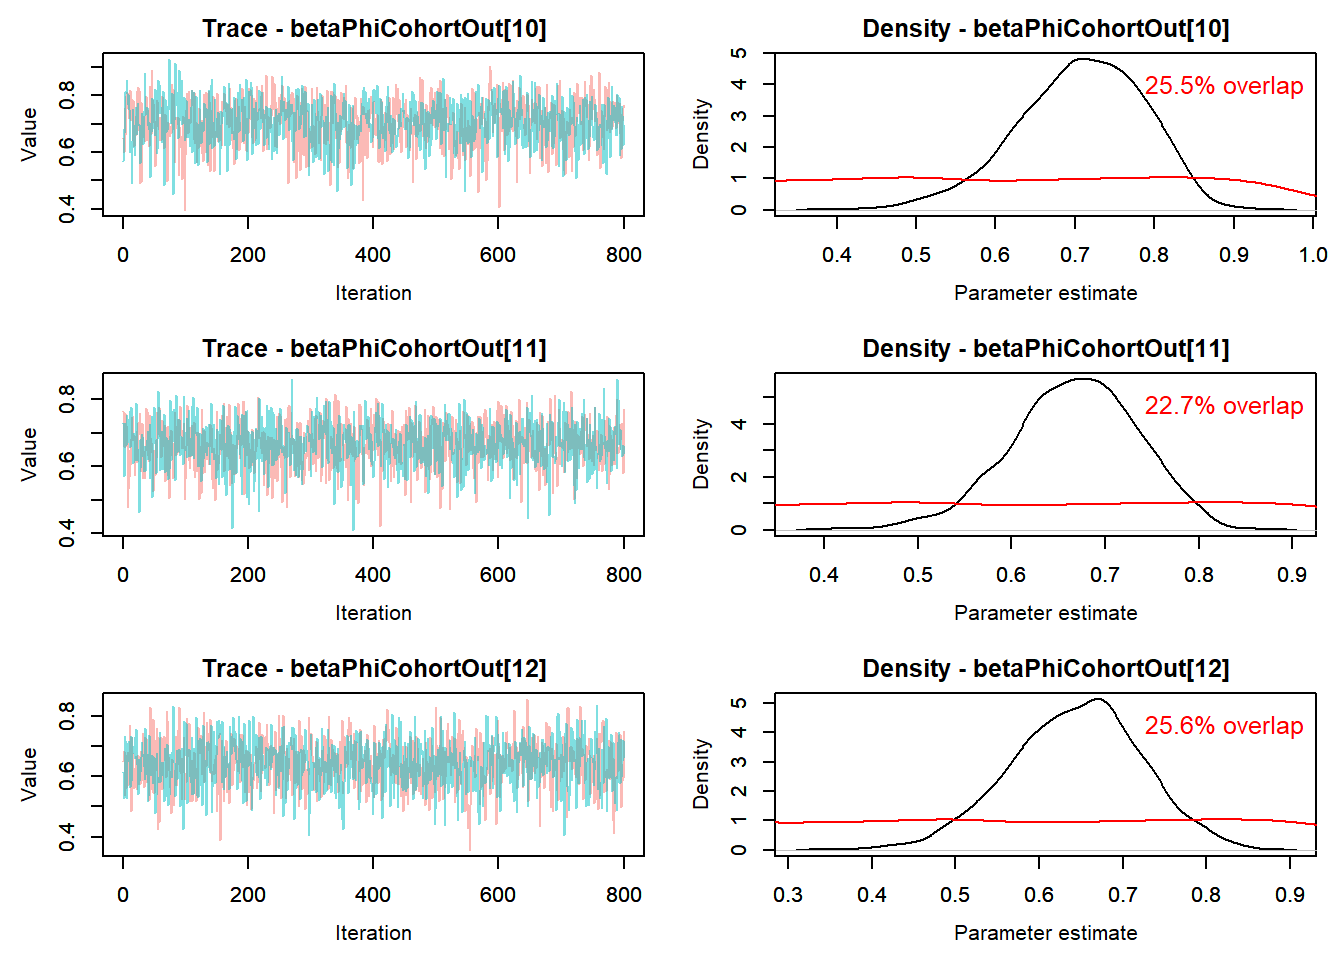 Trace - betaPhiCohortOut[10]
Value
0.4 0.6 0.8
0 200 400 600 800
Iteration
Density - betaPhiCohortOut[10]
25.5% overlap
Density
0 1 2 3 4 5
0.4 0.5 0.6 0.7 0.8 0.9 1.0
Parameter estimate
Trace - betaPhiCohortOut[11]
Value
0.4 0.6 0.8
0 200 400 600 800
Iteration
Density - betaPhiCohortOut[11]
22.7% overlap
Density
0 2 4
0.4 0.5 0.6 0.7 0.8 0.9
Parameter estimate
Trace - betaPhiCohortOut[12]
Value
0.4 0.6 0.8
0 200 400 600 800
Iteration
Density - betaPhiCohortOut[12]
25.6% overlap
Density
0 1 2 3 4 5
0.3 0.4 0.5 0.6 0.7 0.8 0.9
Parameter estimate